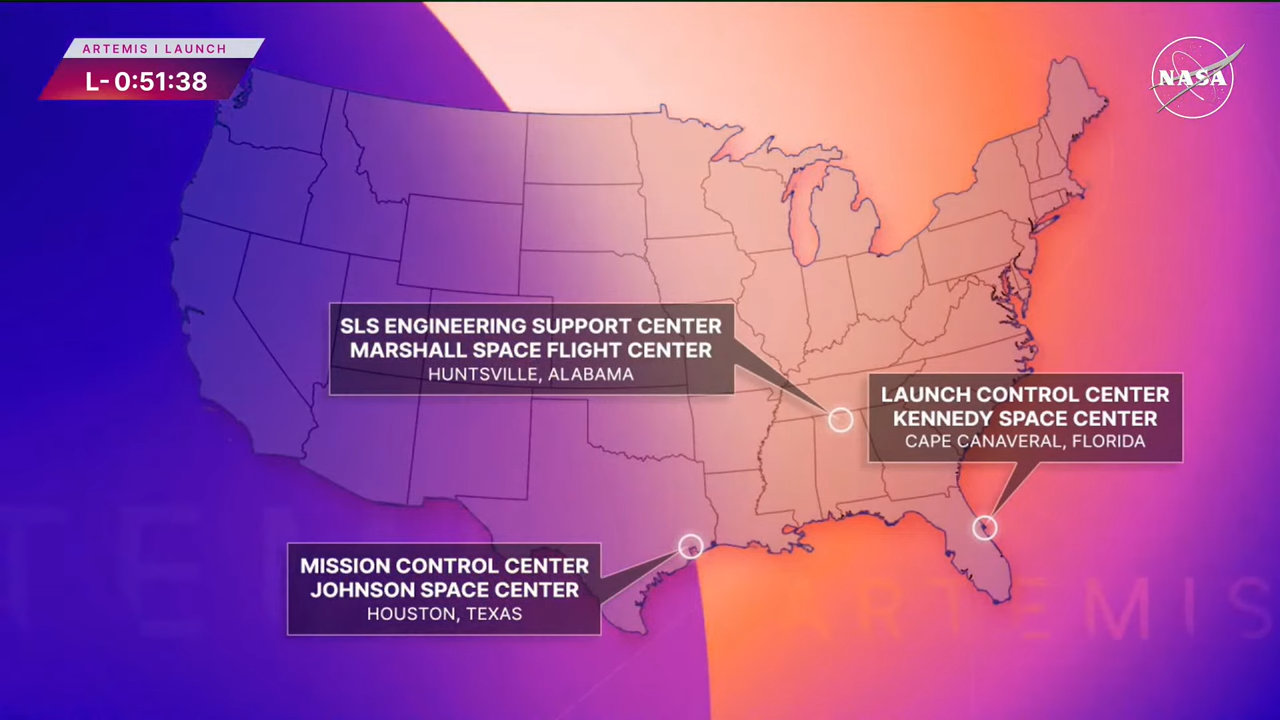 ARTEMIS I LAUNCH
L- 0:51:38
NASA
SLS ENGINEERING SUPPORT CENTER
MARSHALL SPACE FLIGHT CENTER
HUNTSVILLE, ALABAMA
LAUNCH CONTROL CENTER
KENNEDY SPACE CENTER
CAPE CANAVERAL, FLORIDA
MISSION CONTROL CENTER
JOHNSON SPACE CENTER
HOUSTON, TEXAS
TE
ARTEMIS